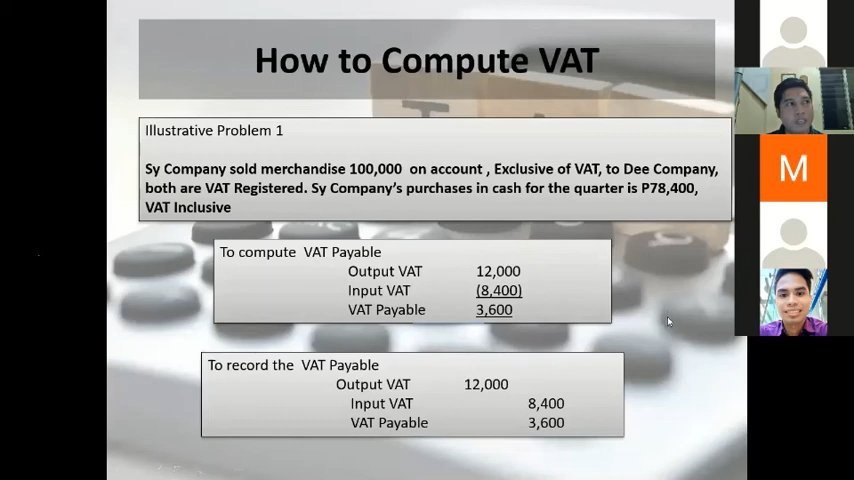 How to Compute VAT
Illustrative Problem 1
Sy Company sold merchandise 100,000 on account , Exclusive of VAT, to Dee Company,
both are VAT Registered. Sy Company's purchases in cash for the quarter is P78,400,
VAT Inclusive
To compute VAT Payable
Output VAT 12,000
Input VAT (8,400)
VAT Payable 3,600
To record the VAT Payable
Output VAT 12,000
Input VAT 8,400
VAT Payable 3,600
M